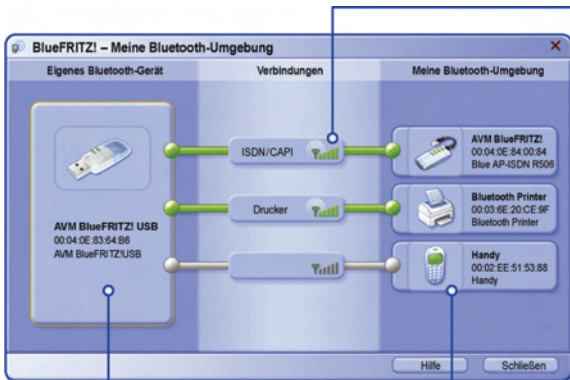 BlueFRITZ! – Meine Bluetooth-Umgebung
Eigenes Bluetooth-Gerät
Verbindungen
Meine Bluetooth-Umgebung
AVM BlueFRITZ! USB
00:04:0E:83:64:B6
AVM BlueFRITZ!USB
ISDN/CAPI
Drucker
AVM BlueFRITZ!
00:04:0E:84:00:84
Blue AP-ISDN R506
Bluetooth Printer
00:03:6E:20:CE:9F
Bluetooth Printer
Handy
00:02:EE:51:53:88
Handy
Hilfe
Schließen